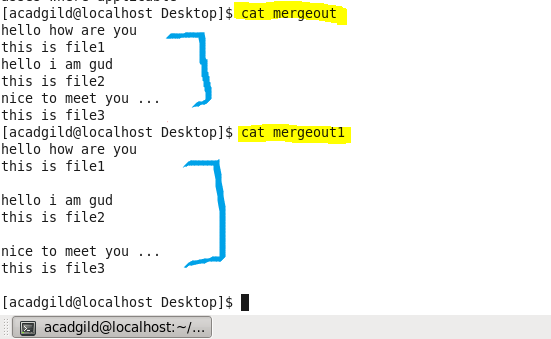 [acadgild@localhost Desktop]$ cat mergeout
hello how are you
this is file1
hello i am gud
this is file2
nice to meet you ...
this is file3
[acadgild@localhost Desktop]$ cat mergeout1
hello how are you
this is file1
hello i am gud
this is file2
nice to meet you ...
this is file3
[acadgild@localhost Desktop]$
acadgild@localhost:~/...